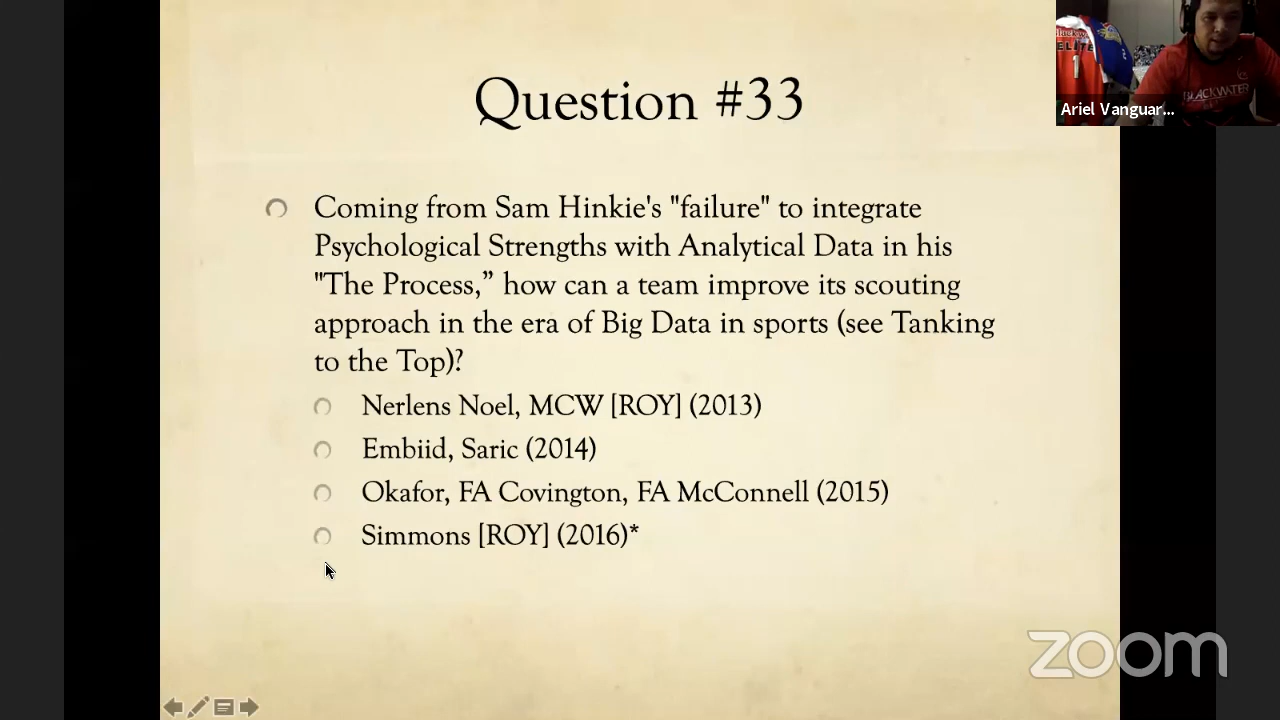 Question #33
Coming from Sam Hinkie's "failure" to integrate
Psychological Strengths with Analytical Data in his
"The Process,” how can a team improve its scouting
approach in the era of Big Data in sports (see Tanking
to the Top)?
Nerlens Noel, MCW [ROY] (2013)
Embiid, Saric (2014)
Okafor, FA Covington, FA McConnell (2015)
Simmons [ROY] (2016)*
ELITE
1
BLACKWATER
Ariel Vanguar...
zoom